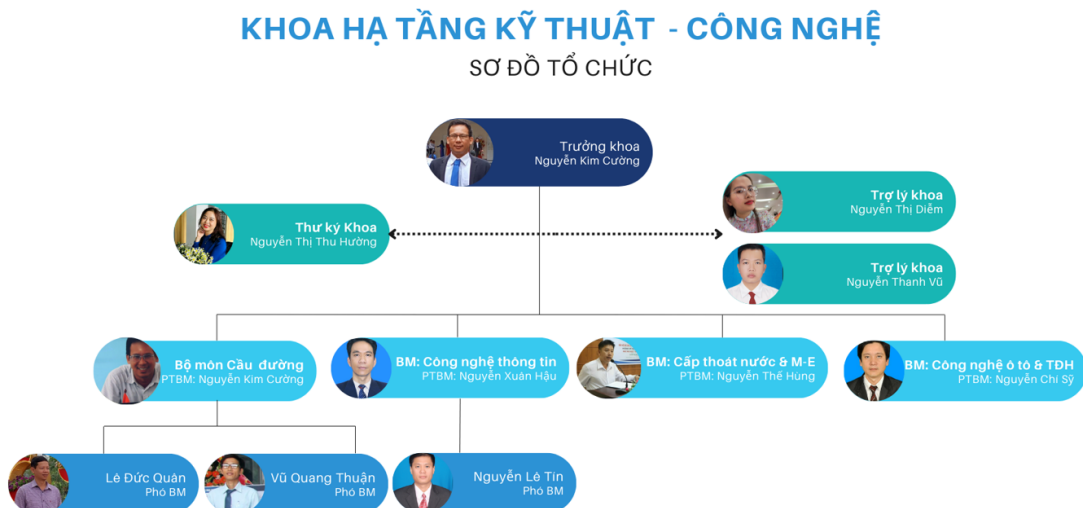 KHOA HẠ TẦNG KỸ THUẬT - CÔNG NGHỆ
SƠ ĐỒ TỔ CHỨC
Trưởng khoa
Nguyễn Kim Cường
Trợ lý khoa
Nguyễn Thị Diễm
Thư ký Khoa
Nguyễn Thị Thu Hường
Trợ lý khoa
Nguyễn Thanh Vũ
Bộ môn Cầu đường
PTBM: Nguyễn Kim Cường
BM: Công nghệ thông tin
PTBM: Nguyễn Xuân Hậu
BM: Cấp thoát nước & M-E
PTBM: Nguyễn Thế Hùng
BM: Công nghệ ô tô & TĐH
PTBM: Nguyễn Chi Sỹ
Lê Đức Quân
Phó BM
Vũ Quang Thuận
Phó BM
Nguyễn Lê Tín
Phó BM